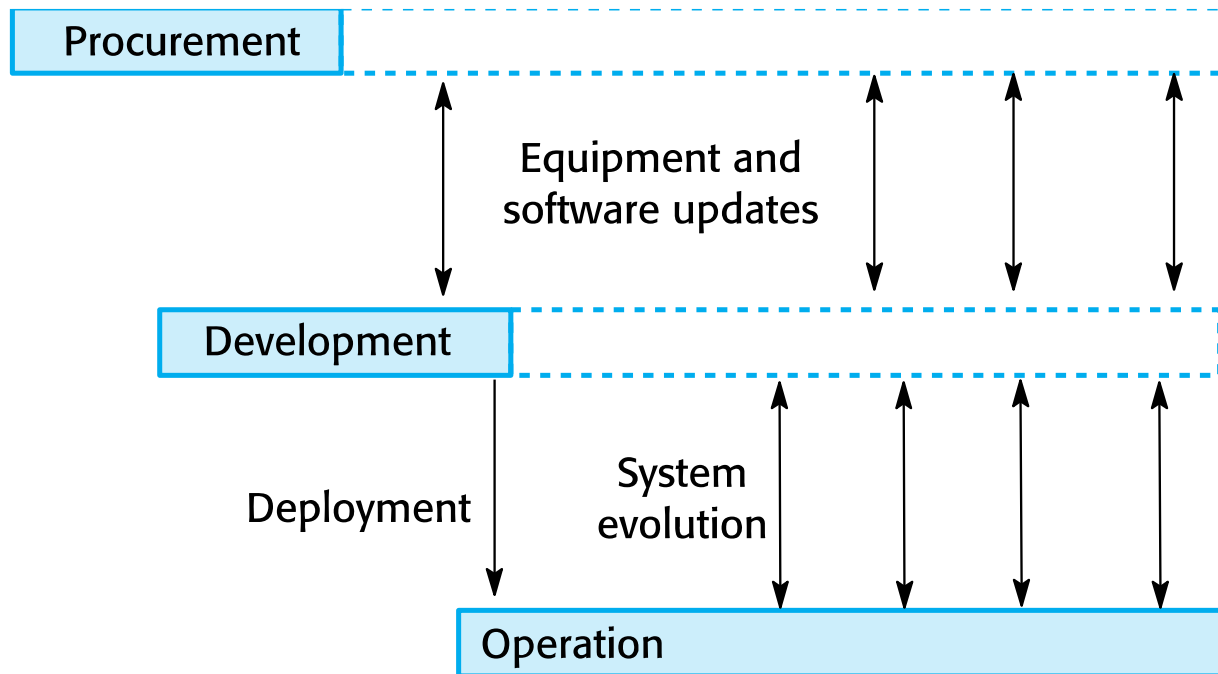 Procurement
Equipment and
software updates
Development
Deployment
System
evolution
Operation